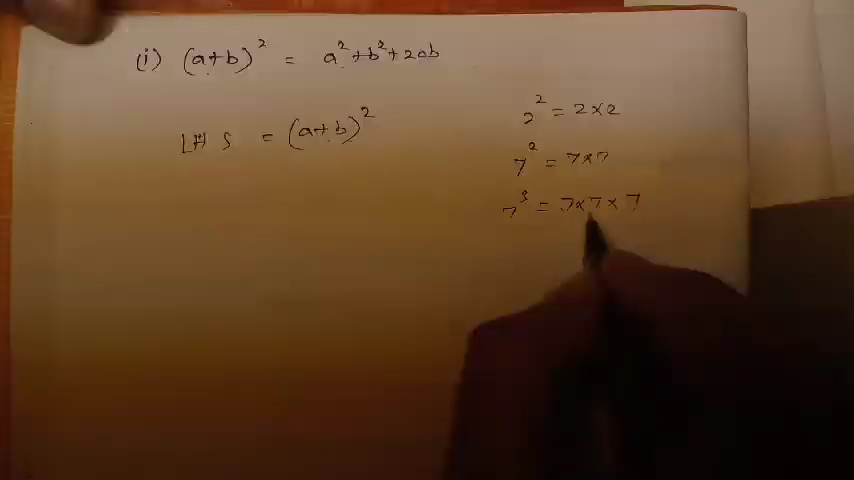 (i) (a+b)² = a²+b²+2ab
LHS = (a+b)²
2² = 2×2
7² = 7×7
7³ = 7×7×7